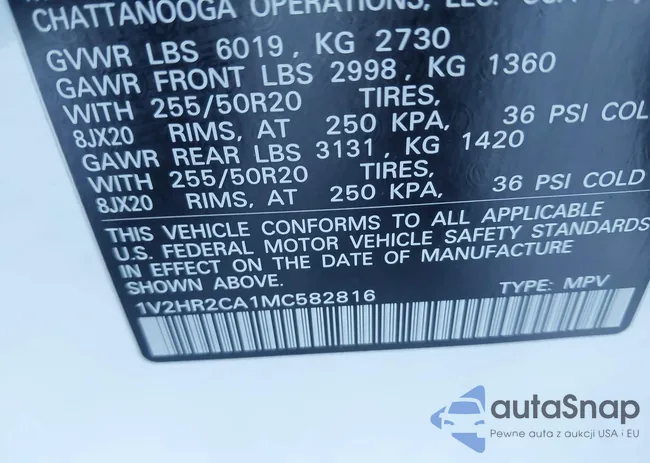 CHATTANOOGA OPERATIONS, LLC.
GVWR LBS 6019, KG 2730
GAWR FRONT LBS 2998, KG 1360
WITH 255/50R20 TIRES,
8JX20 RIMS, AT 250 KPA, 36 PSI COL
GAWR REAR LBS 3131, KG 1420
WITH 255/50R20 TIRES,
8JX20 RIMS, AT 250 KPA, 36 PSI COLD
THIS VEHICLE CONFORMS TO ALL APPLICABLE
U.S. FEDERAL MOTOR VEHICLE SAFETY STANDARDS
IN EFFECT ON THE DATE OF MANUFACTURE
SHOWN ABOVE.
1V2HR2CA1MC582816 TYPE: MPV
autaSnap
Pewne auta z aukcji USA i EU